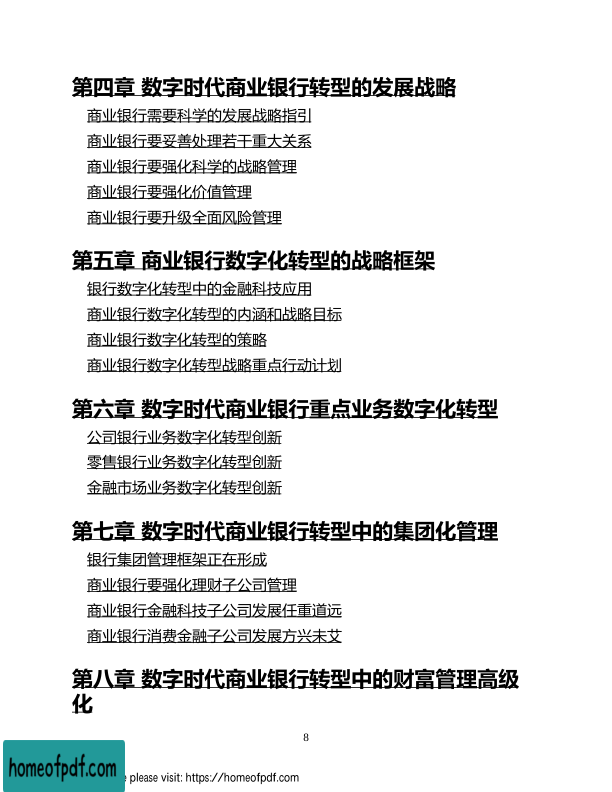 第四章 数字时代商业银行转型的发展战略
商业银行需要科学的发展战略指引
商业银行要妥善处理若干重大关系
商业银行要强化科学的战略管理
商业银行要强化价值管理
商业银行要升级全面风险管理
第五章 商业银行数字化转型的战略框架
银行数字化转型中的金融科技应用
商业银行数字化转型的内涵和战略目标
商业银行数字化转型的策略
商业银行数字化转型战略重点行动计划
第六章 数字时代商业银行重点业务数字化转型
公司银行业务数字化转型创新
零售银行业务数字化转型创新
金融市场业务数字化转型创新
第七章 数字时代商业银行转型中的集团化管理
银行集团管理框架正在形成
商业银行要强化理财子公司管理
商业银行金融科技子公司发展任重道远
商业银行消费金融子公司发展方兴未艾
第八章 数字时代商业银行转型中的财富管理高级
化
8
homeofpdf.com
please visit: https://homeofpdf.com